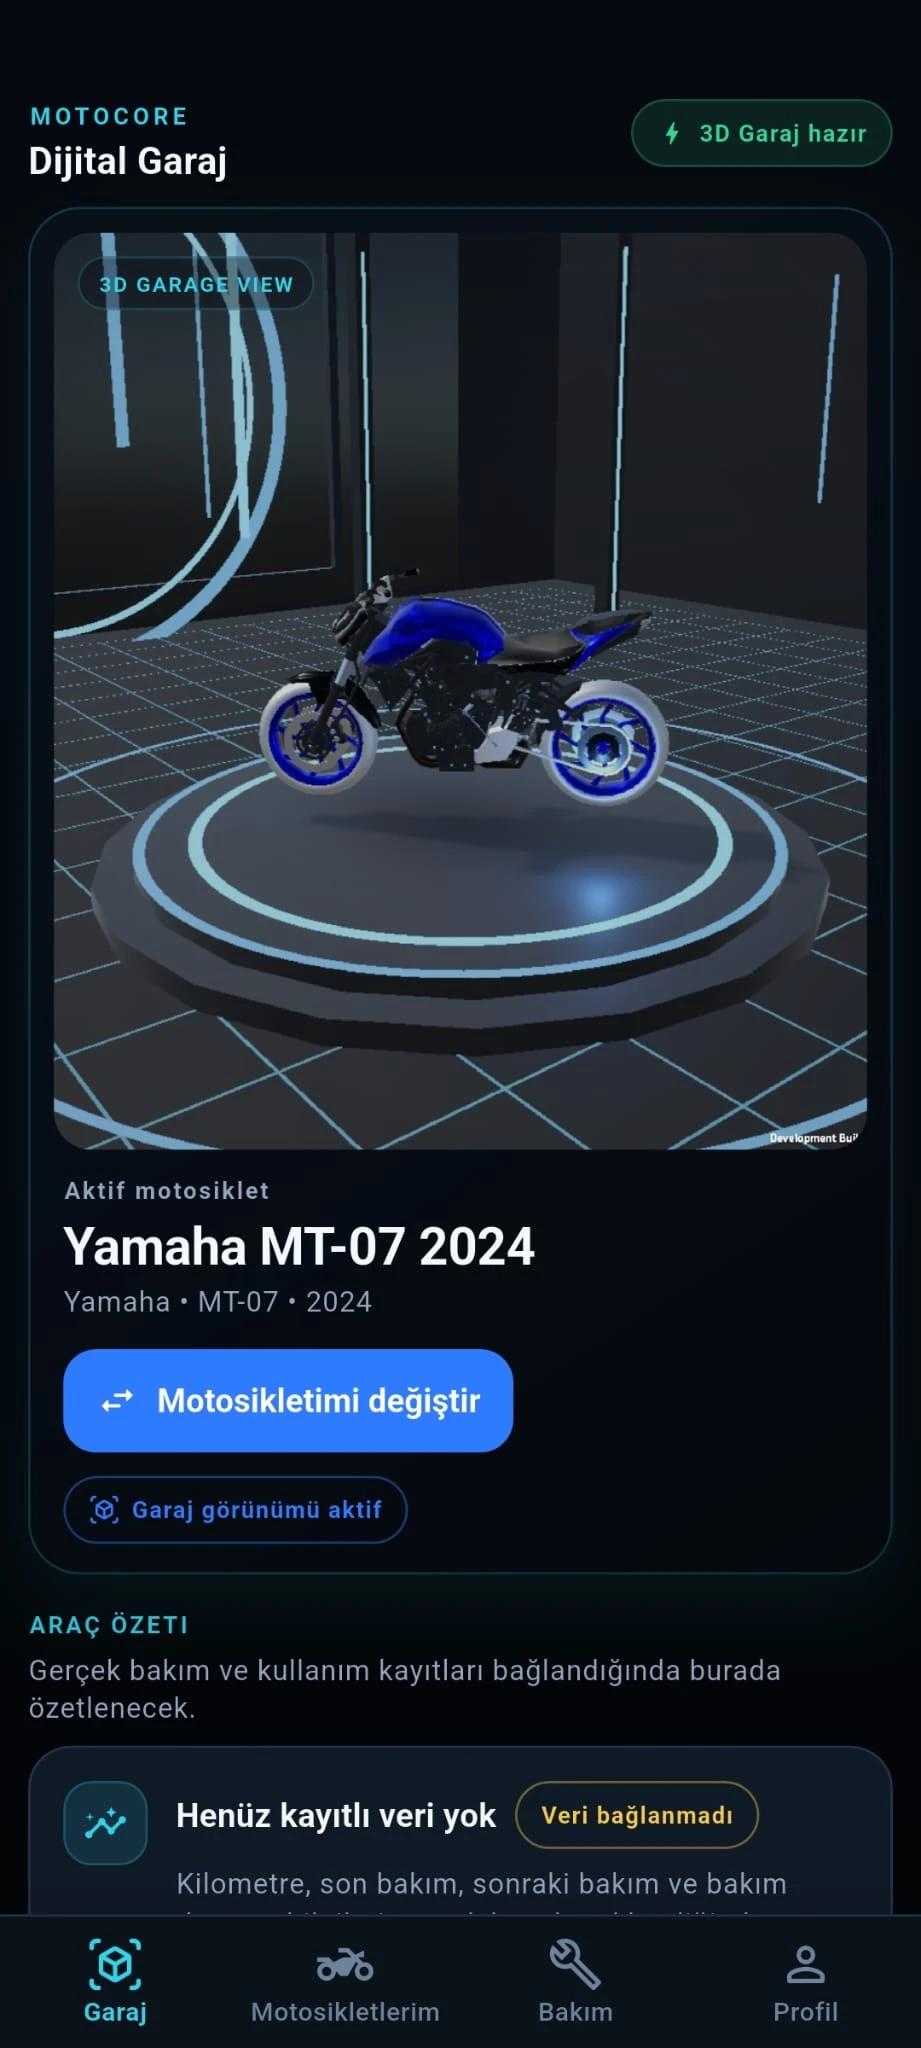 MOTOCORE
Dijital Garaj
3D Garaj hazır
3D GARAGE VIEW
Development Buil
Aktif motosiklet
Yamaha MT-07 2024
Yamaha • MT-07 • 2024
Motosikletimi değiştir
Garaj görünümü aktif
ARAÇ ÖZETI
Gerçek bakım ve kullanım kayıtları bağlandığında burada
özetlenecek.
Henüz kayıtlı veri yok
Veri bağlanmadı
Kilometre, son bakım, sonraki bakım ve bakım
Garaj
Motosikletlerim
Bakım
Profil